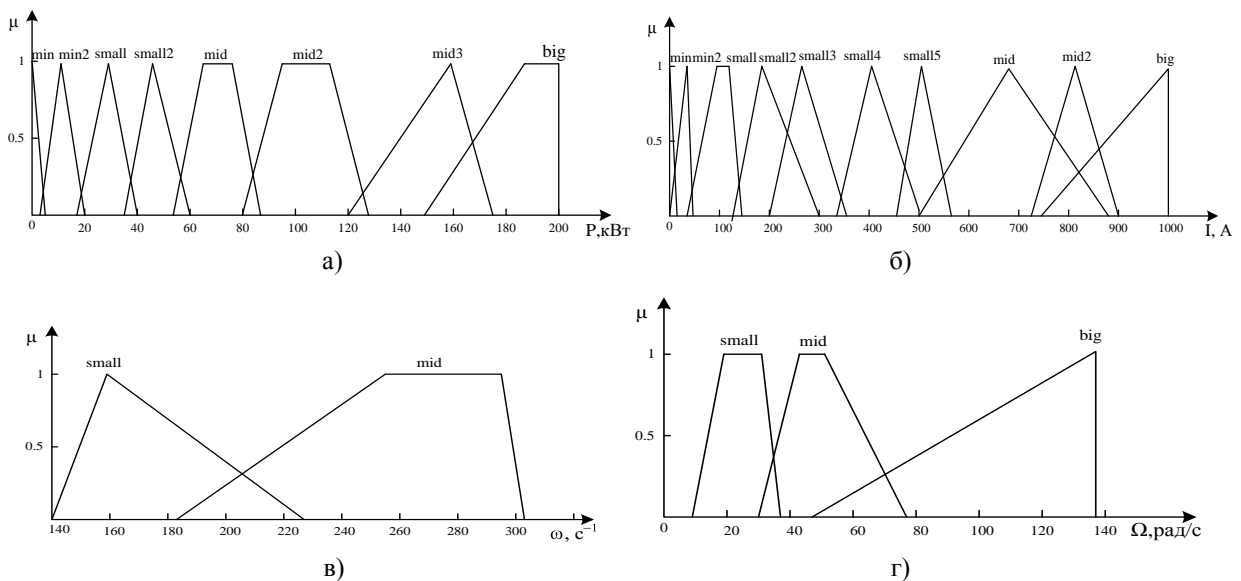 μ
min min2 small small2 mid mid2 mid3 big
1
0.5
0 20 40 60 80 100 120 140 160 180 200
P,кВт
а)
μ
min min2 small small2 small3 small4 small5 mid mid2 big
1
0.5
0 100 200 300 400 500 600 700 800 900 1000
I, А
б)
μ
small mid
1
0.5
140 160 180 200 220 240 260 280 300
ω, с⁻¹
в)
μ
small mid big
1
0.5
0 20 40 60 80 100 120 140
Ω,рад/с
г)